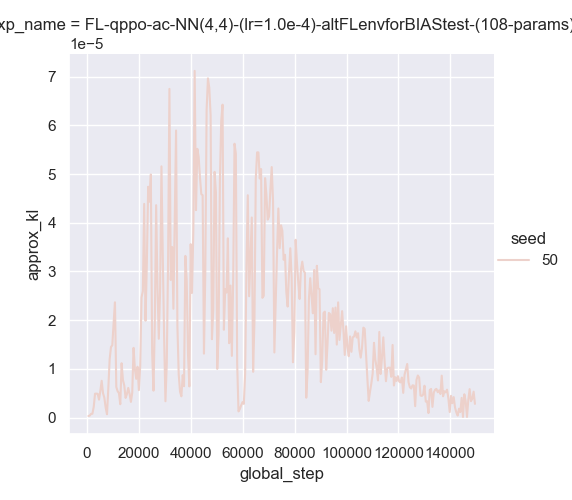 xp_name = FL-qppo-ac-NN(4,4)-(lr=1.0e-4)-altFLenvforBIAStest-(108-params)
1e−5
7
6
5
4
3
2
1
0
approx_kl
0 20000 40000 60000 80000 100000 120000 140000
global_step
seed
50